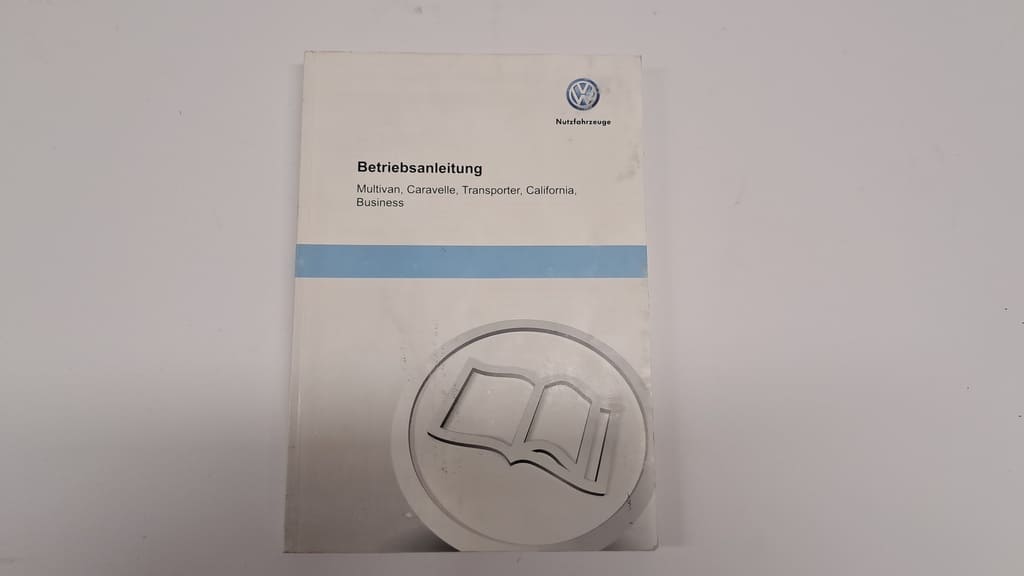 Nutzfahrzeuge
Betriebsanleitung
Multivan, Caravelle, Transporter, California,
Business